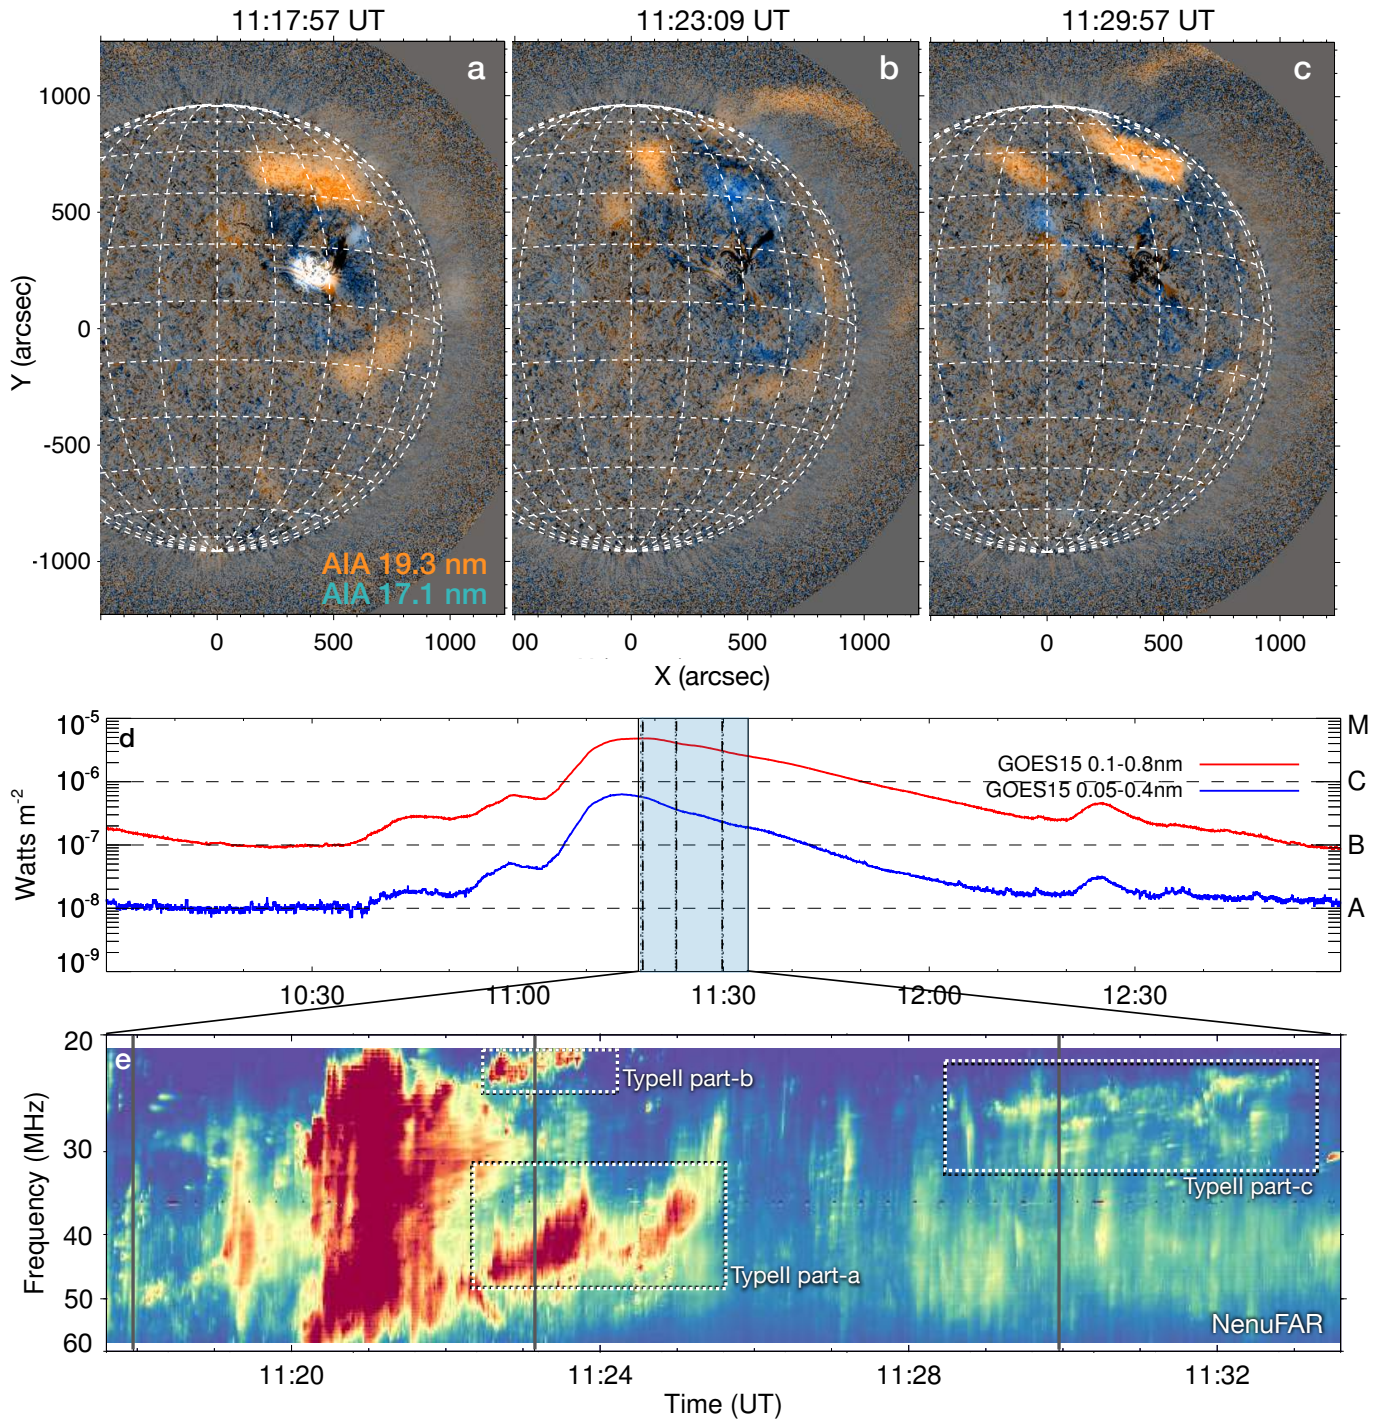 11:17:57 UT
11:23:09 UT
11:29:57 UT
a
b
c
1000
500
0
-500
-1000
Y (arcsec)
AIA 19.3 nm
AIA 17.1 nm
0 500 1000
00 0 500 1000
0 500 1000
X (arcsec)
d
10-5
10-6
10-7
10-8
10-9
Watts m-2
M
C
B
A
GOES15 0.1-0.8nm
GOES15 0.05-0.4nm
10:30 11:00 11:30 12:00 12:30
e
20
30
40
50
60
Frequency (MHz)
TypeII part-b
TypeII part-c
TypeII part-a
NenuFAR
11:20 11:24 11:28 11:32
Time (UT)